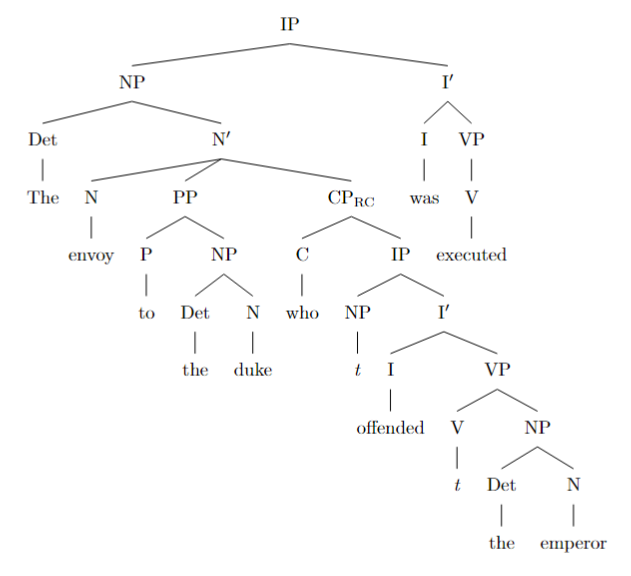 IP
NP I′
Det N′ I VP
The N PP CP_RC was V
envoy P NP C IP executed
to Det N who NP I′
the duke t I VP
offended V NP
t Det N
the emperor